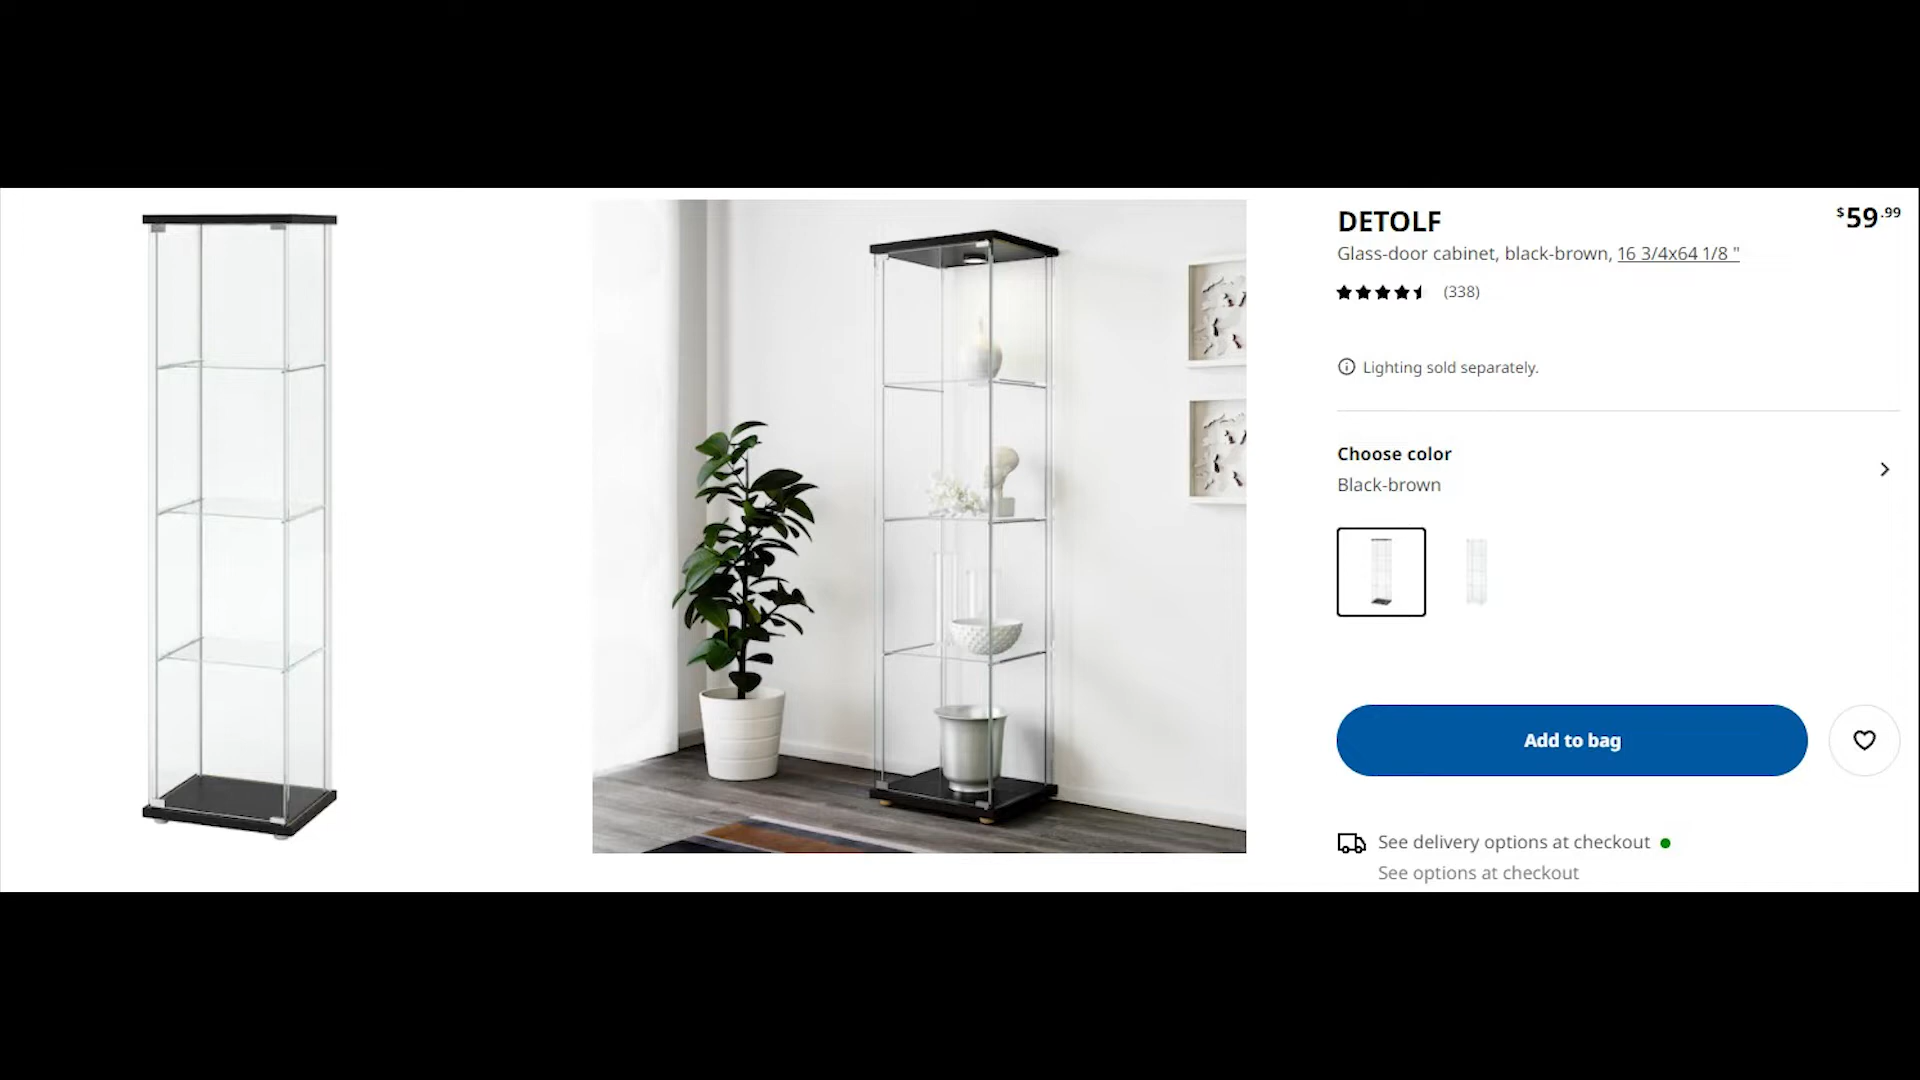 DETOLF
$59.99
Glass-door cabinet, black-brown, 16 3/4x64 1/8 "
(338)
Lighting sold separately.
Choose color
Black-brown
Add to bag
See delivery options at checkout
See options at checkout